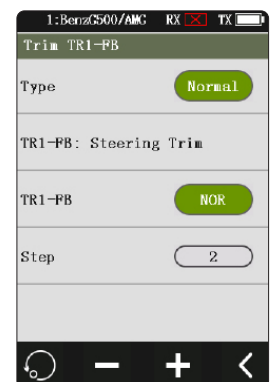 1:BenzG500/AMG RX TX
Trim TR1-FB
Type Normal
TR1-FB: Steering Trim
TR1-FB NOR
Step 2